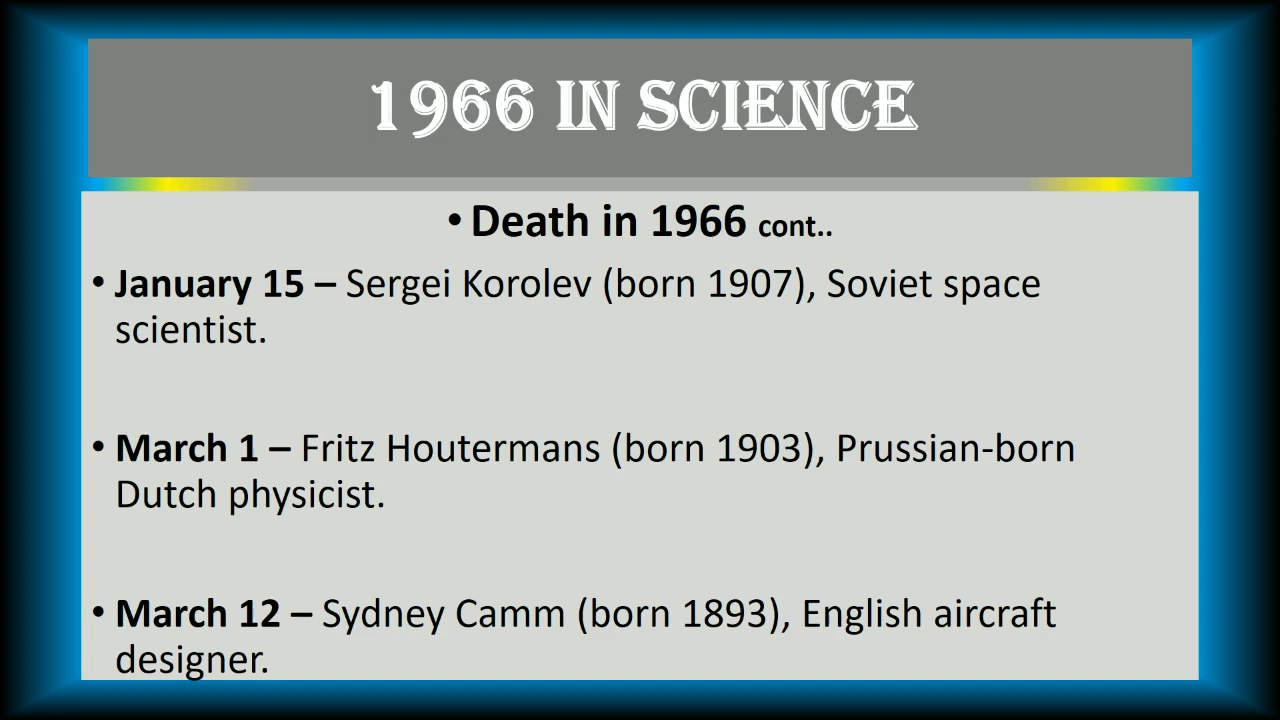 1966 IN SCIENCE
• Death in 1966 cont..
• January 15 – Sergei Korolev (born 1907), Soviet space
scientist.
• March 1 – Fritz Houtermans (born 1903), Prussian-born
Dutch physicist.
• March 12 – Sydney Camm (born 1893), English aircraft
designer.